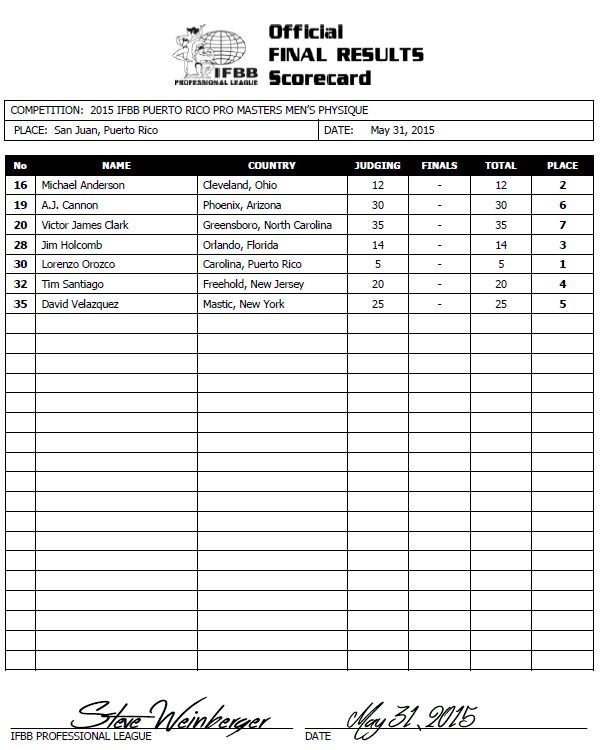 Official
FINAL RESULTS
Scorecard
IFBB
PROFESSIONAL LEAGUE
COMPETITION: 2015 IFBB PUERTO RICO PRO MASTERS MEN'S PHYSIQUE
PLACE: San Juan, Puerto Rico DATE: May 31, 2015
No NAME COUNTRY JUDGING FINALS TOTAL PLACE
16 Michael Anderson Cleveland, Ohio 12 - 12 2
19 A.J. Cannon Phoenix, Arizona 30 - 30 6
20 Victor James Clark Greensboro, North Carolina 35 - 35 7
28 Jim Holcomb Orlando, Florida 14 - 14 3
30 Lorenzo Orozco Carolina, Puerto Rico 5 - 5 1
32 Tim Santiago Freehold, New Jersey 20 - 20 4
35 David Velazquez Mastic, New York 25 - 25 5
Steve Weinberger May 31, 2015
IFBB PROFESSIONAL LEAGUE DATE